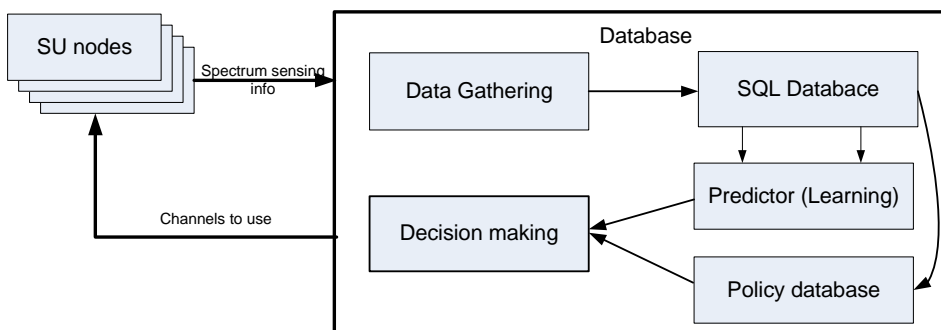 SU nodes
Spectrum sensing
info
Channels to use
Database
Data Gathering
SQL Databace
Predictor (Learning)
Decision making
Policy database